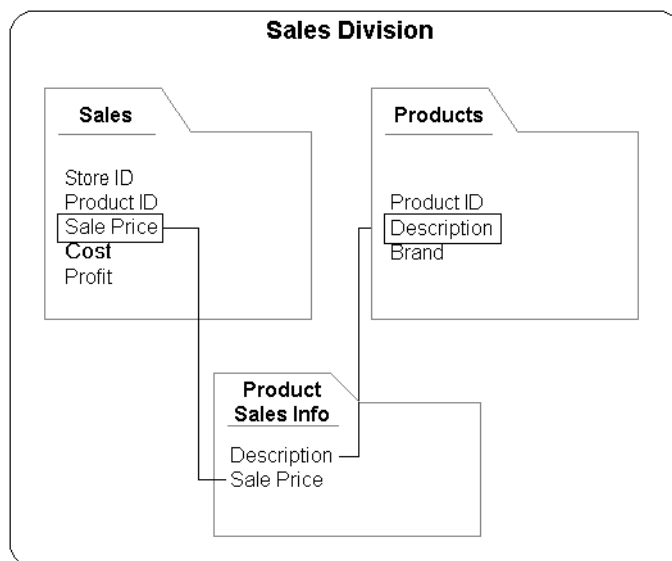 Sales Division
Sales
Store ID
Product ID
Sale Price
Cost
Profit
Products
Product ID
Description
Brand
Product
Sales Info
Description
Sale Price